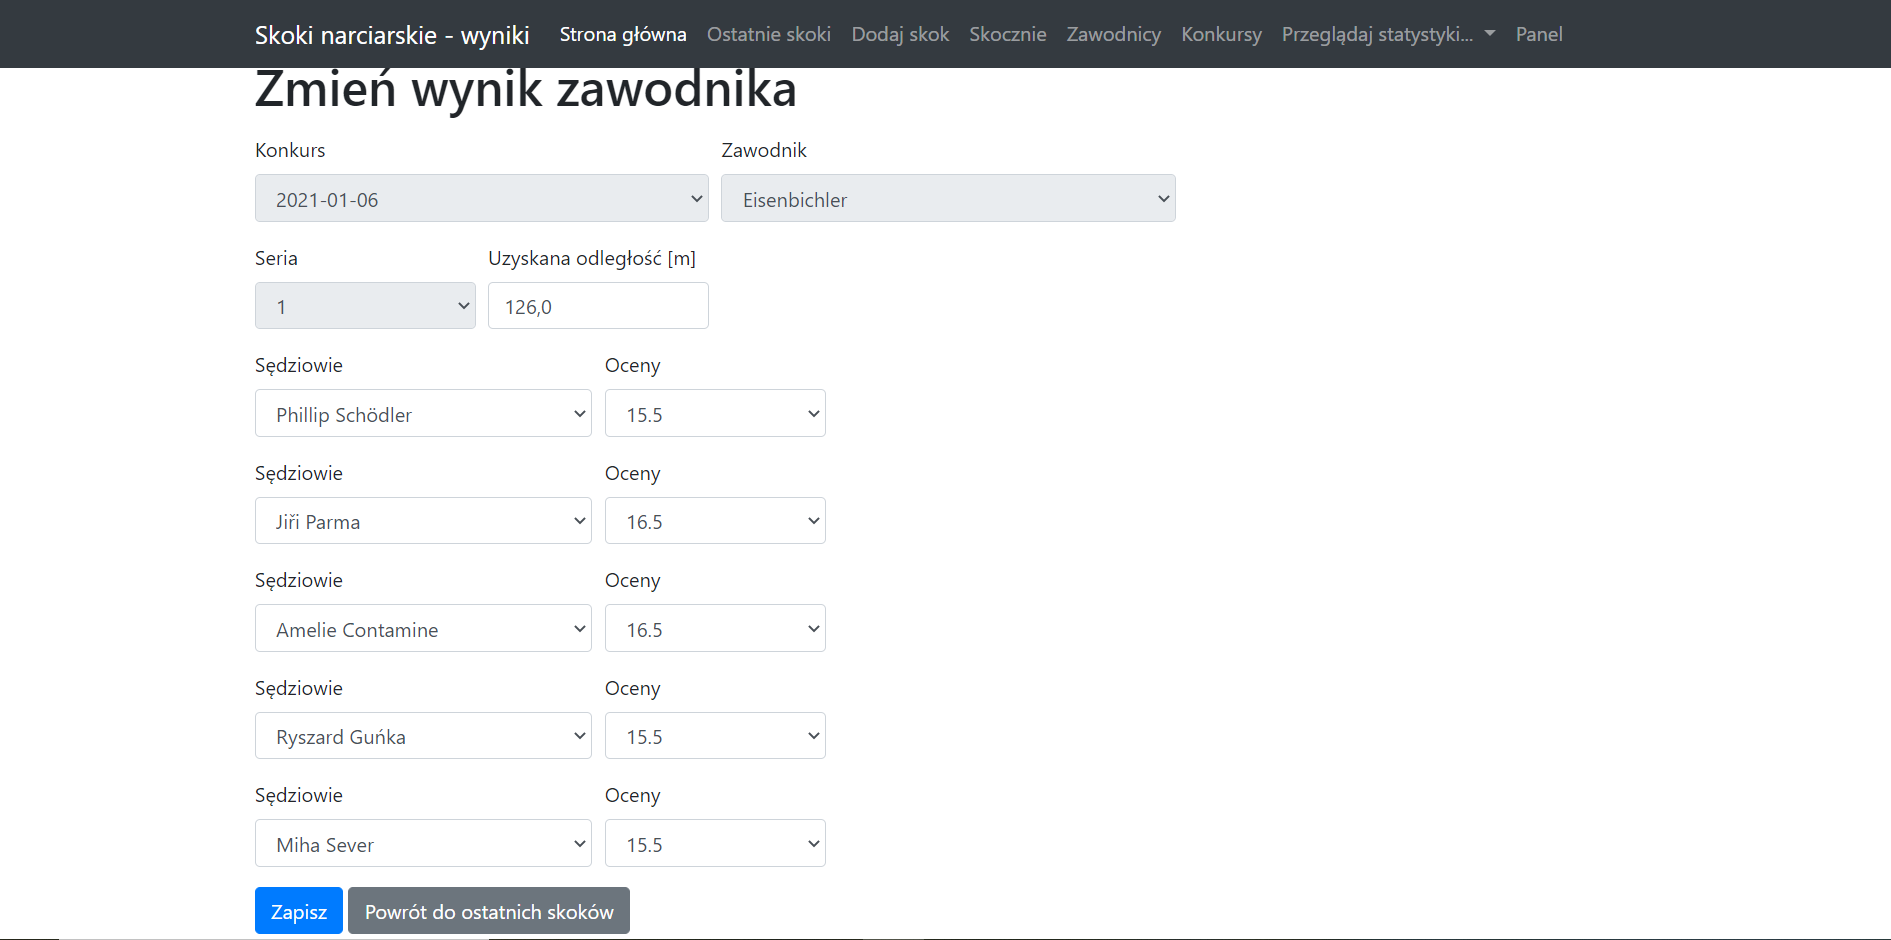 Skoki narciarskie - wyniki Strona główna Ostatnie skoki Dodaj skok Skocznie Zawodnicy Konkursy Przeglądaj statystyki... Panel
Zmień wynik zawodnika
Konkurs Zawodnik
2021-01-06 Eisenbichler
Seria Uzyskana odległość [m]
1 126,0
Sędziowie Oceny
Phillip Schödler 15.5
Sędziowie Oceny
Jiři Parma 16.5
Sędziowie Oceny
Amelie Contamine 16.5
Sędziowie Oceny
Ryszard Guńka 15.5
Sędziowie Oceny
Miha Sever 15.5
Zapisz Powrót do ostatnich skoków